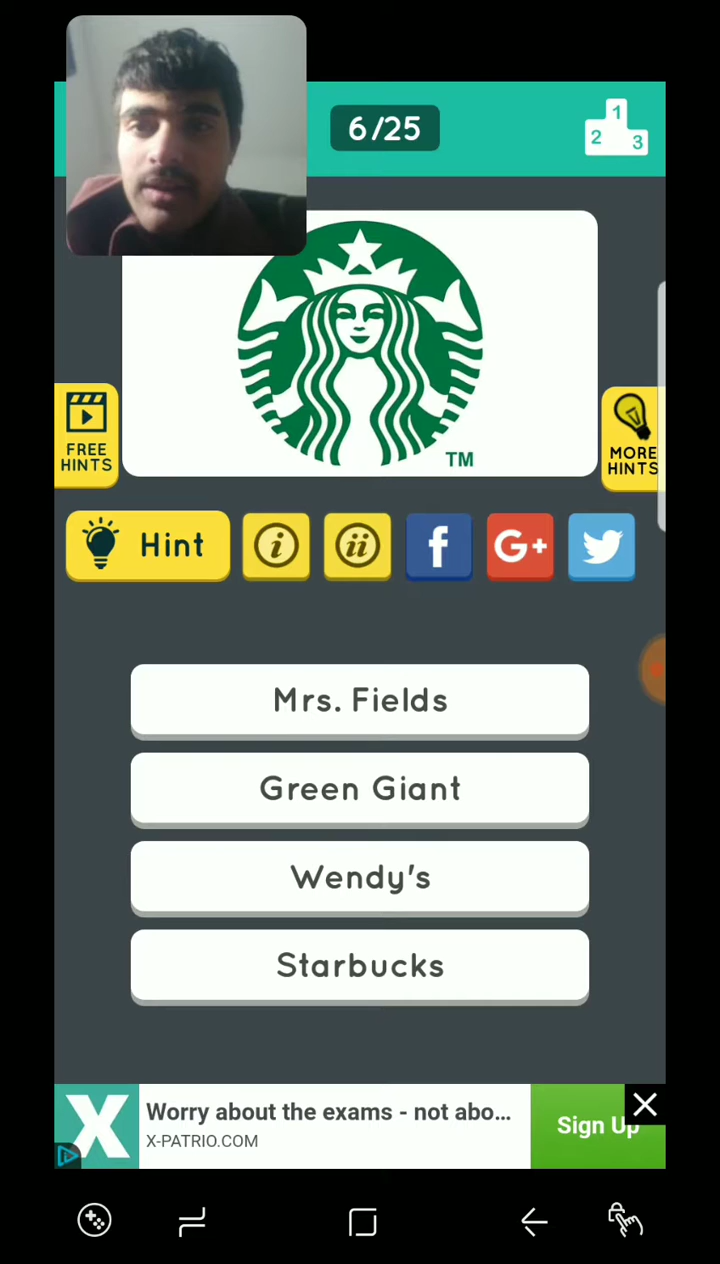 6/25
1
2
3
TM
FREE
HINTS
MORE
HINTS
Hint
i
ii
f
G+
Mrs. Fields
Green Giant
Wendy's
Starbucks
X
Worry about the exams - not abo...
X-PATRIO.COM
Sign Up